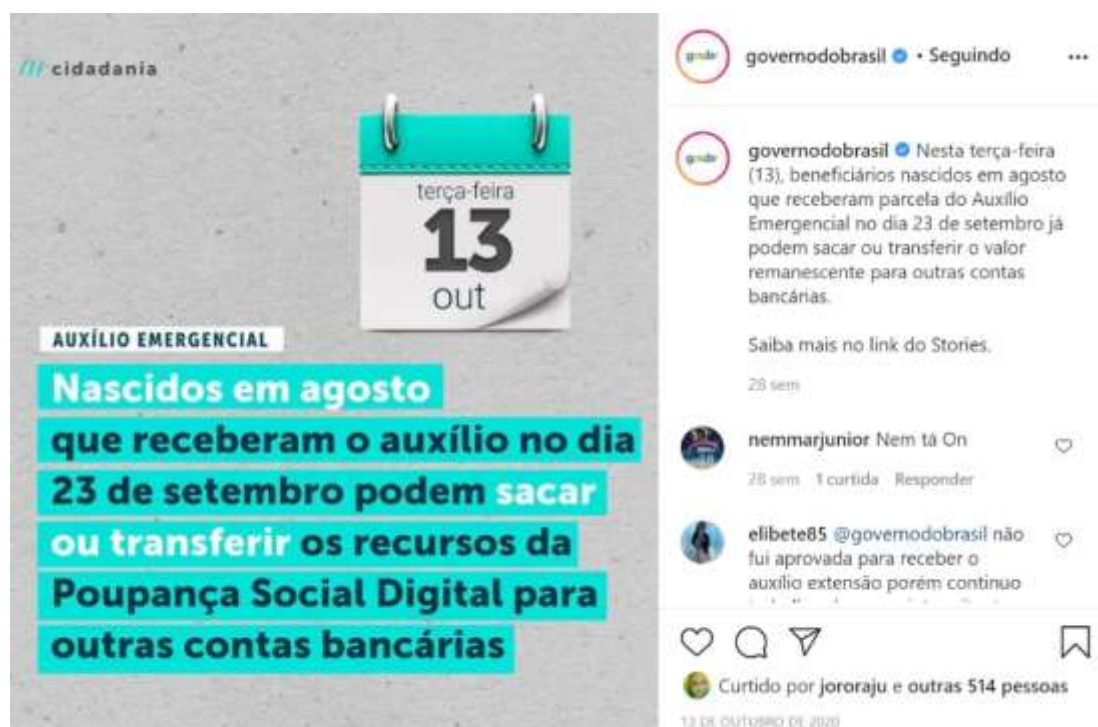 cidadania
terça-feira
13
out
AUXÍLIO EMERGENCIAL
Nascidos em agosto
que receberam o auxílio no dia
23 de setembro podem sacar
ou transferir os recursos da
Poupança Social Digital para
outras contas bancárias
governodobrasil • Seguindo
governodobrasil Nesta terça-feira
(13), beneficiários nascidos em agosto
que receberam parcela do Auxílio
Emergencial no dia 23 de setembro já
podem sacar ou transferir o valor
remanescente para outras contas
bancárias.
Saiba mais no link do Stories.
28 sem
nemmarjunior Nem tá On
28 sem 1 curtida Responder
elibete85 @governodobrasil não
fui aprovada para receber o
auxílio extensão porém continuo
Curtido por jororaju e outras 514 pessoas
13 DE OUTUBRO DE 2020